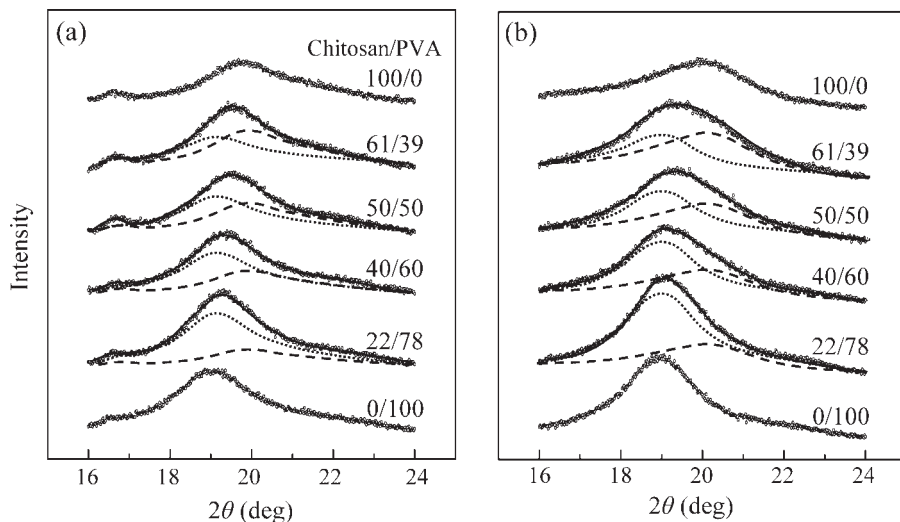 (a)
Chitosan/PVA
100/0
61/39
50/50
40/60
22/78
0/100
16 18 20 22 24
2θ (deg)
Intensity
(b)
100/0
61/39
50/50
40/60
22/78
0/100
16 18 20 22 24
2θ (deg)